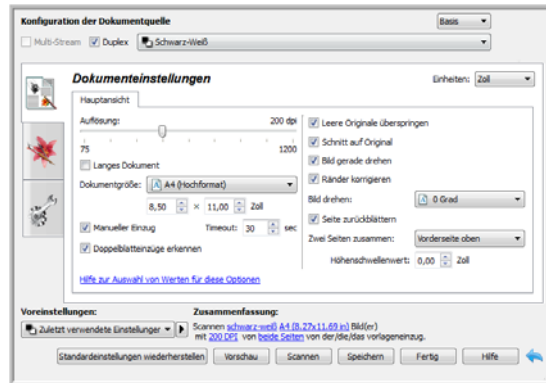 Konfiguration der Dokumentquelle
Basis
Multi-Stream Duplex Schwarz-Weiß
Dokumenteinstellungen
Einheiten: Zoll
Hauptansicht
Auflösung: 200 dpi
75 1200
Langes Dokument
Dokumentgröße: A4 (Hochformat)
8,50 × 11,00 Zoll
Manueller Einzug Timeout: 30 sec
Doppelblatteinzüge erkennen
Hilfe zur Auswahl von Werten für diese Optionen
Leere Originale überspringen
Schnitt auf Original
Bild gerade drehen
Ränder korrigieren
Bild drehen: 0 Grad
Seite zurückblättern
Zwei Seiten zusammen: Vorderseite oben
Höhenschwellenwert: 0,00 Zoll
Voreinstellungen:
Zuletzt verwendete Einstellunger
Zusammenfassung:
Scannen schwarz-weiß A4 (8.27x11.69 in) Bild(er)
mit 200 DPI von beide Seiten von der/die/das vorlageneinzug.
Standardeinstellungen wiederherstellen Vorschau Scannen Speichern Fertig Hilfe